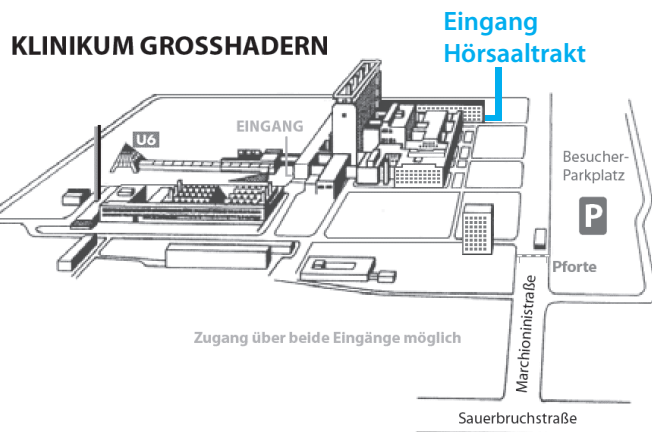 Eingang
Hörsaaltrakt
KLINIKUM GROSSHADERN
EINGANG
U6
Besucher-
Parkplatz
P
Pforte
Marchioninistraße
Zugang über beide Eingänge möglich
Sauerbruchstraße